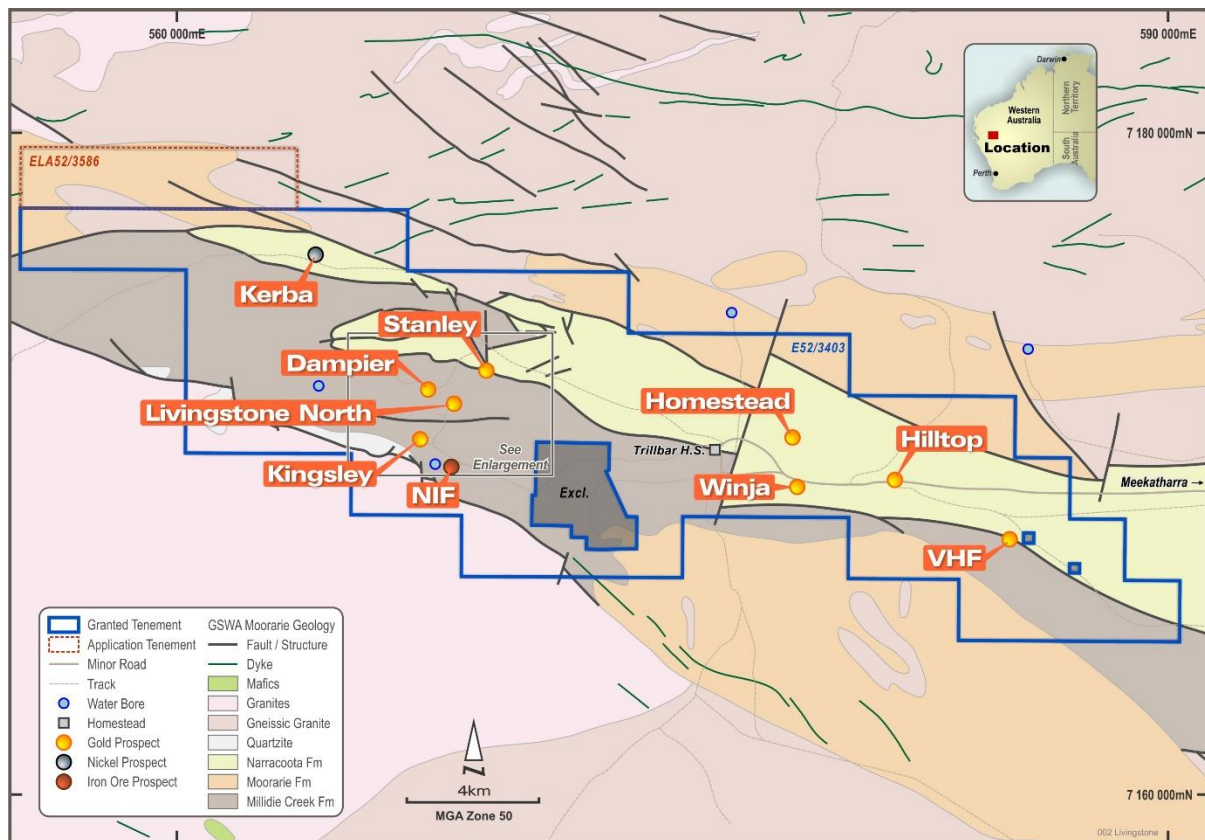 560 000mE
590 000mE
7 180 000mN
ELA52/3586
Darwin
Western
Australia
Northern
Territory
South
Australia
Location
Perth
Kerba
Stanley
E52/3403
Dampier
Livingstone North
Homestead
Trillbar H.S.
Hilltop
Kingsley
See
Enlargement
NIF
Excl.
Winja
Meekatharra
VHF
Granted Tenement
Application Tenement
Minor Road
Track
Water Bore
Homestead
Gold Prospect
Nickel Prospect
Iron Ore Prospect
GSWA Moorarie Geology
Fault / Structure
Dyke
Mafics
Granites
Gneissic Granite
Quartzite
Narracoota Fm
Moorarie Fm
Millidie Creek Fm
N
4km
MGA Zone 50
7 160 000mN
002 Livingstone